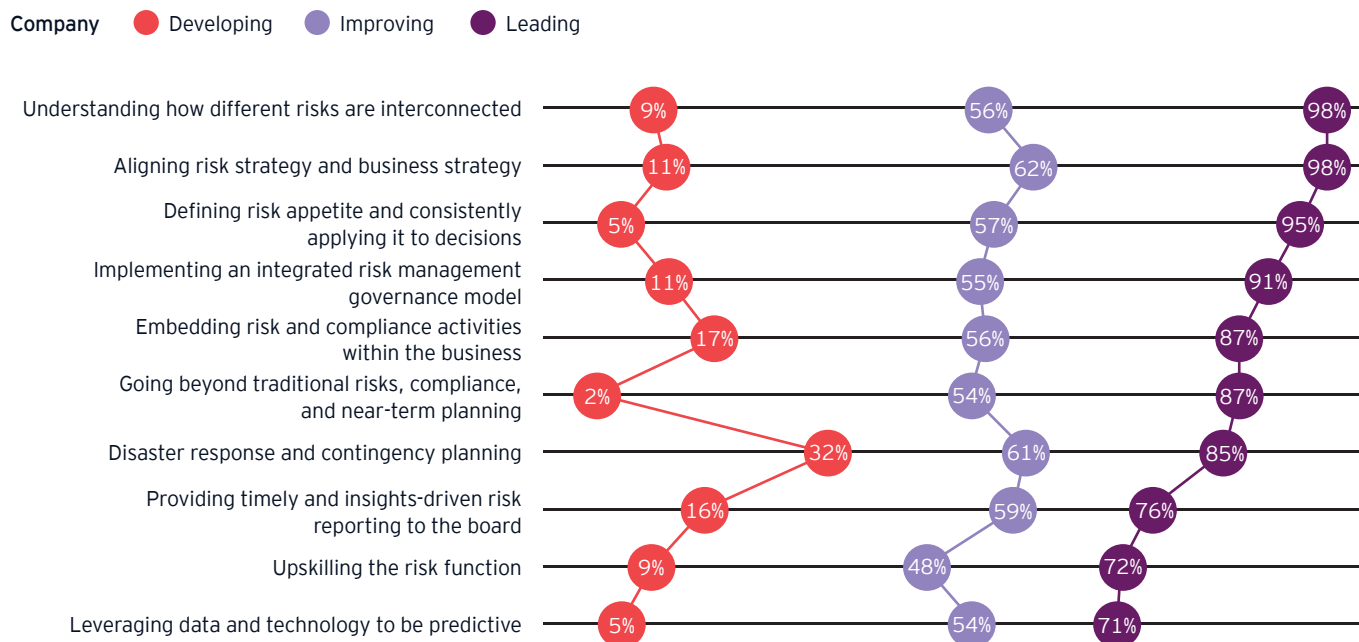 Company Developing Improving Leading
Understanding how different risks are interconnected 9% 56% 98%
Aligning risk strategy and business strategy 11% 62% 98%
Defining risk appetite and consistently
applying it to decisions 5% 57% 95%
Implementing an integrated risk management
governance model 11% 55% 91%
Embedding risk and compliance activities
within the business 17% 56% 87%
Going beyond traditional risks, compliance,
and near-term planning 2% 54% 87%
Disaster response and contingency planning 32% 61% 85%
Providing timely and insights-driven risk
reporting to the board 16% 59% 76%
Upskilling the risk function 9% 48% 72%
Leveraging data and technology to be predictive 5% 54% 71%